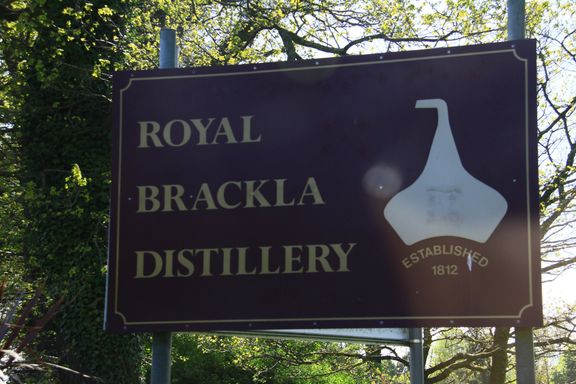 ROYAL
BRACKLA
DISTILLERY
ESTABLISHED
1812